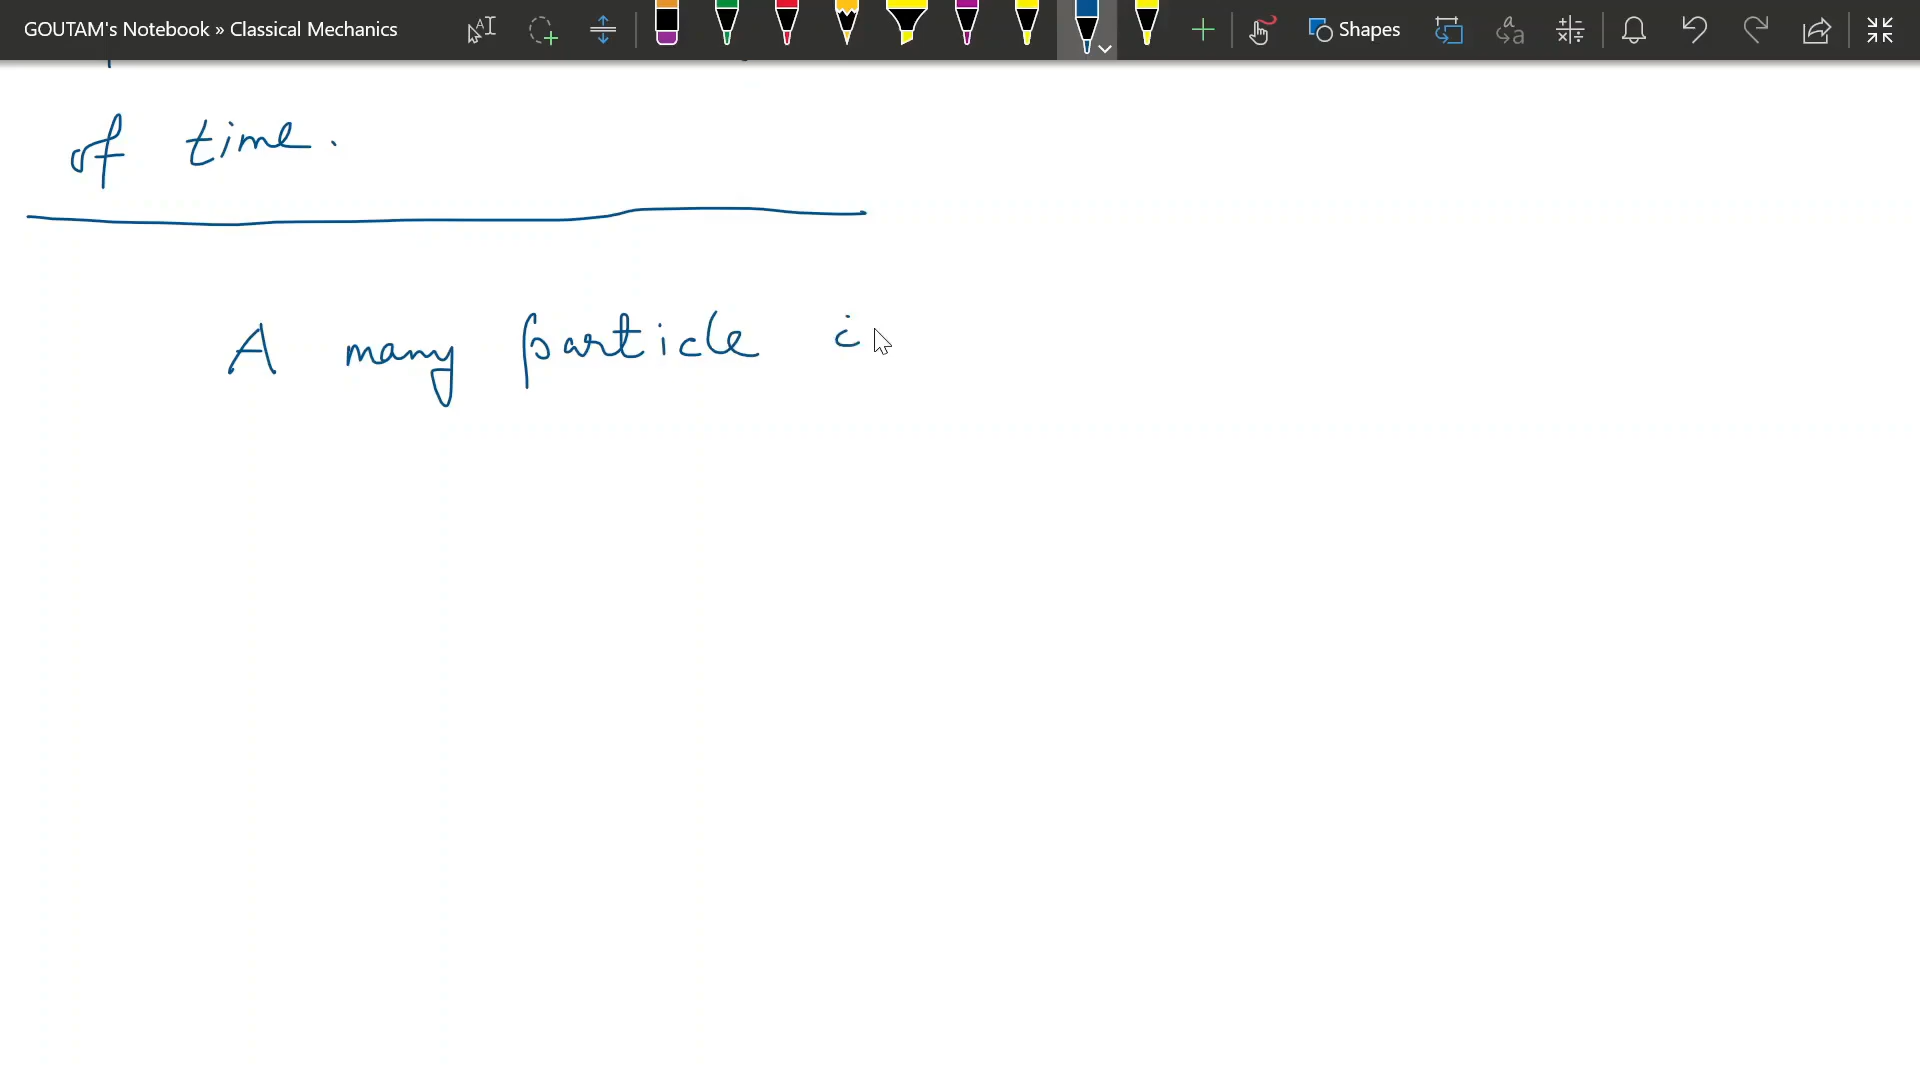 GOUTAM's Notebook » Classical Mechanics
Shapes
of time.
A many particle i